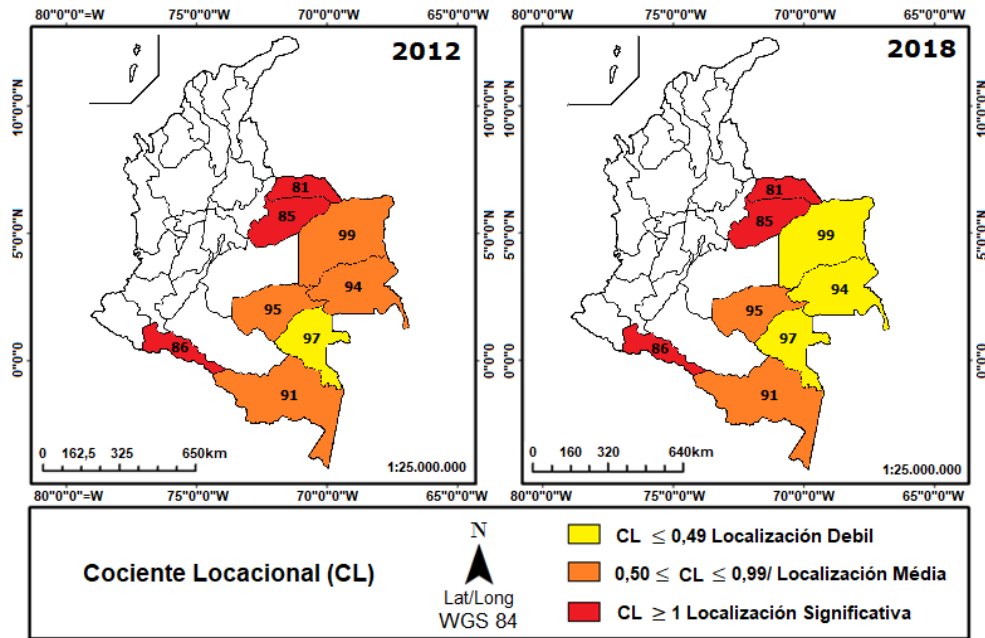 80°0'0"W 75°0'0"W 70°0'0"W 65°0'0"W
75°0'0"W 70°0'0"W 65°0'0"W
2012
2018
10°0'0"N
5°0'0"N
0°0'0"
81
85
99
94
95
97
86
91
81
85
99
94
95
97
86
91
10°0'0"N
5°0'0"N
0°0'0"
0 162,5 325 650km
1:25.000.000
0 160 320 640km
1:25.000.000
80°0'0"=W 75°0'0"W 70°0'0"W 65°0'0"W
80°0'0"=W 75°0'0"W 70°0'0"W 65°0'0"W
Cociente Locacional (CL)
N
Lat/Long
WGS 84
CL ≤ 0,49 Localización Debil
0,50 ≤ CL ≤ 0,99/ Localización Média
CL ≥ 1 Localización Significativa